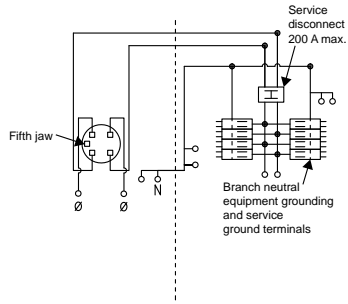 Service
disconnect
200 A max.
Fifth jaw
Ø
Ø
N
Branch neutral
equipment grounding
and service
ground terminals